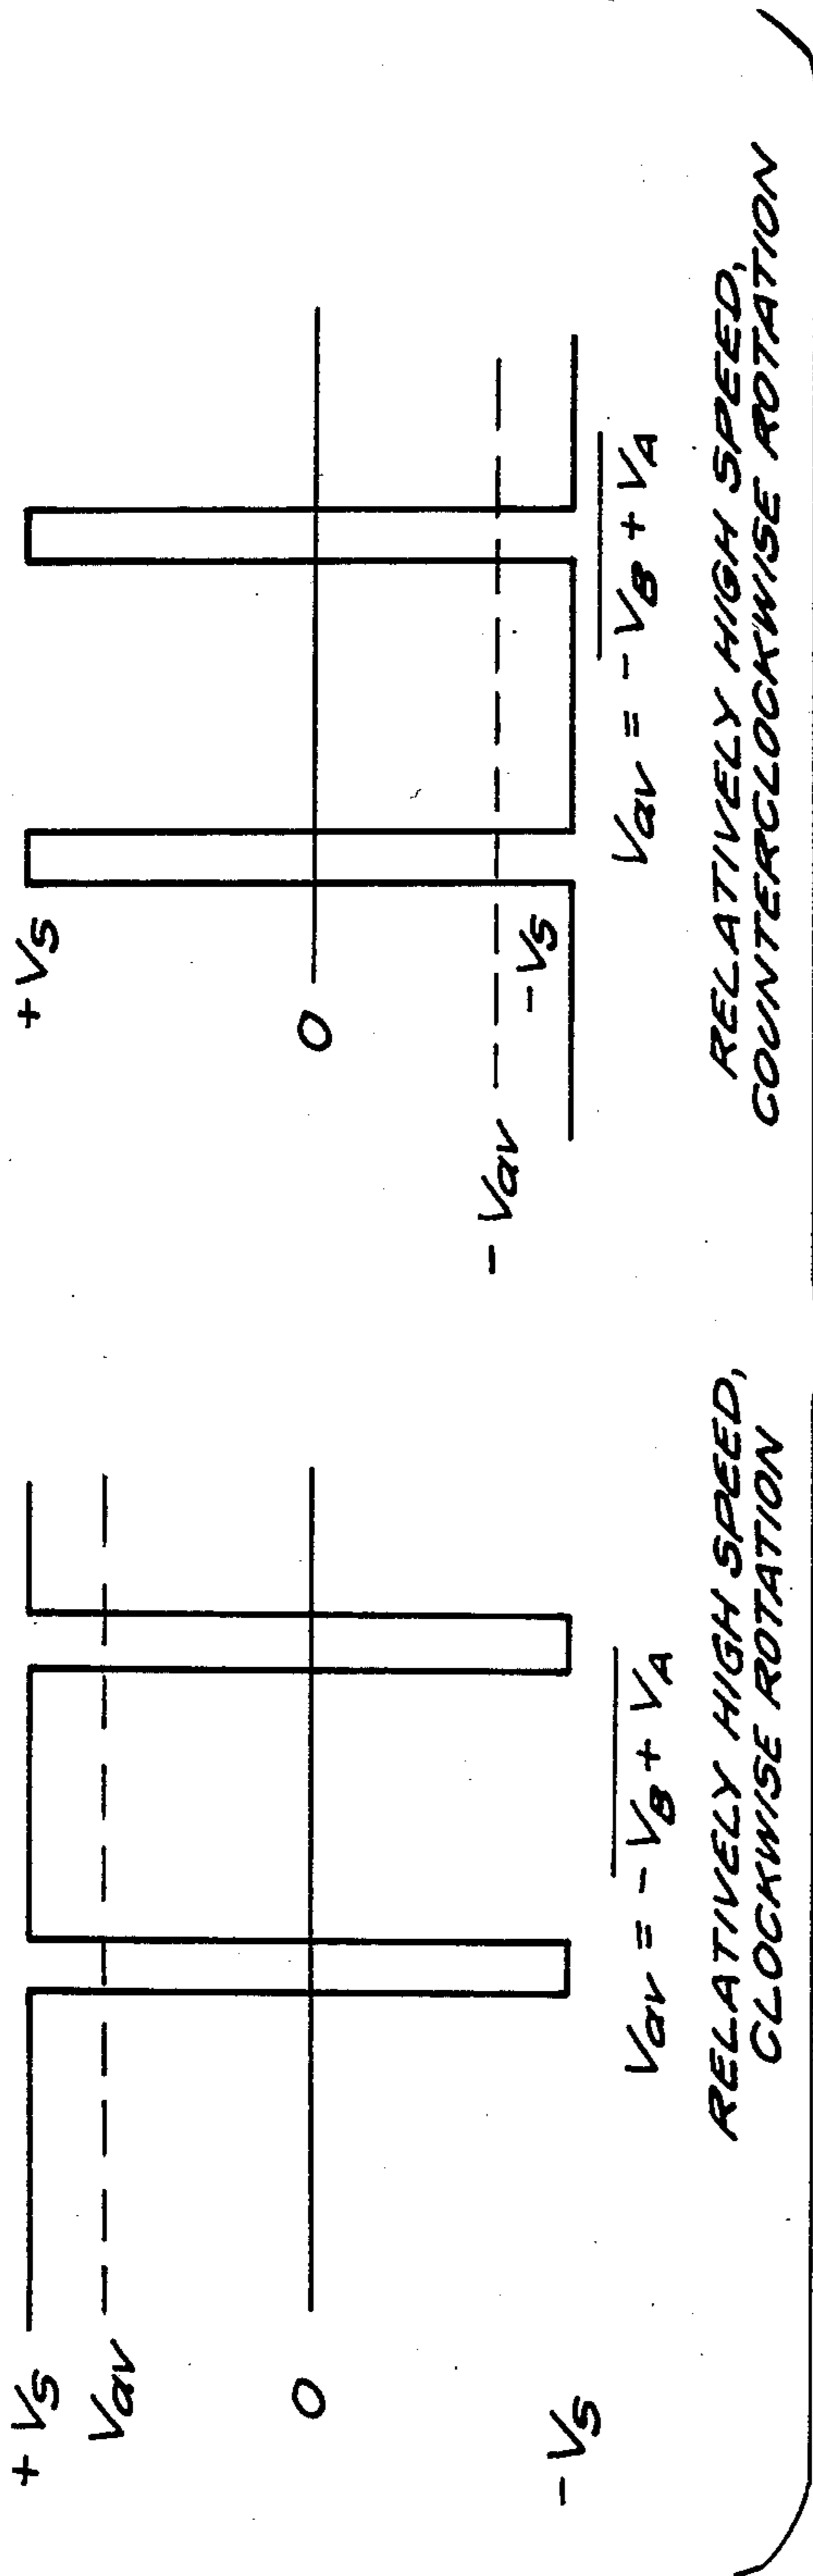 + VS
Vav
0
- VS
Vav = - VB + VA
RELATIVELY HIGH SPEED,
CLOCKWISE ROTATION
+ VS
0
- Vav
- VS
Vav = - VB + VA
RELATIVELY HIGH SPEED,
COUNTERCLOCKWISE ROTATION